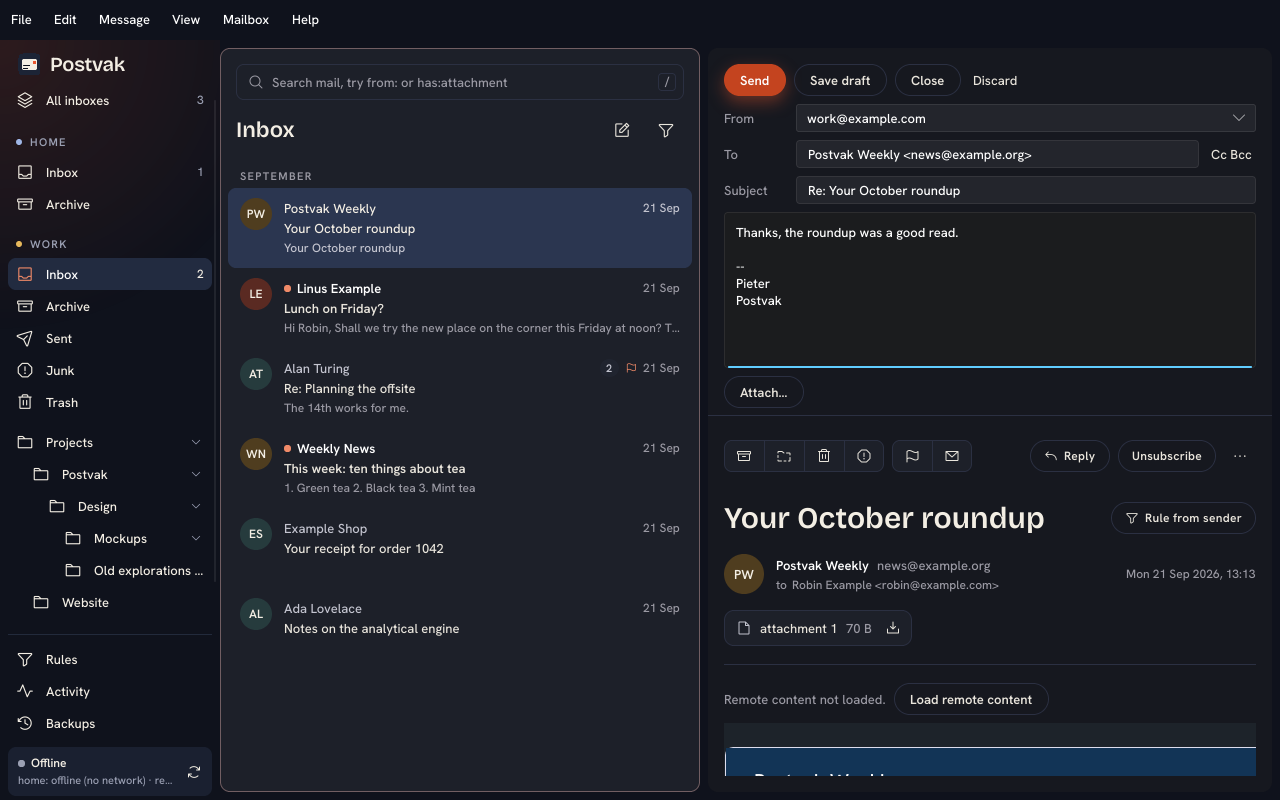 File Edit Message View Mailbox Help
Postvak
All inboxes 3
HOME
Inbox 1
Archive
WORK
Inbox 2
Archive
Sent
Junk
Trash
Projects
Postvak
Design
Mockups
Old explorations ...
Website
Rules
Activity
Backups
Offline
home: offline (no network) · re...
Search mail, try from: or has:attachment /
Inbox
SEPTEMBER
PW Postvak Weekly 21 Sep
Your October roundup
Your October roundup
LE Linus Example 21 Sep
Lunch on Friday?
Hi Robin, Shall we try the new place on the corner this Friday at noon? T...
AT Alan Turing 2 21 Sep
Re: Planning the offsite
The 14th works for me.
WN Weekly News 21 Sep
This week: ten things about tea
1. Green tea 2. Black tea 3. Mint tea
ES Example Shop 21 Sep
Your receipt for order 1042
AL Ada Lovelace 21 Sep
Notes on the analytical engine
Send Save draft Close Discard
From work@example.com
To Postvak Weekly <news@example.org> Cc Bcc
Subject Re: Your October roundup
Thanks, the roundup was a good read.
--
Pieter
Postvak
Attach...
Reply Unsubscribe ...
Your October roundup Rule from sender
PW Postvak Weekly news@example.org Mon 21 Sep 2026, 13:13
to Robin Example <robin@example.com>
attachment 1 70 B
Remote content not loaded. Load remote content